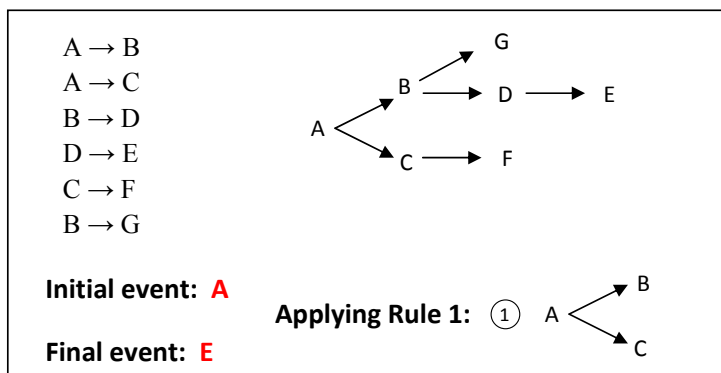 A → B
A → C
B → D
D → E
C → F
B → G
G
B
D
E
A
C
F
Initial event: A
Final event: E
Applying Rule 1: ①
A
B
C